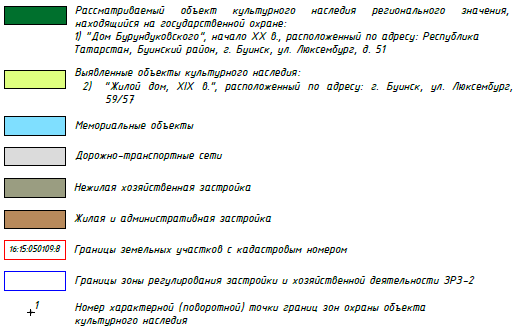 Рассматриваемый объект культурного наследия регионального значения,
находящийся на государственной охране:
1) "Дом Бурундуковского", начало XX в., расположенный по адресу: Республика
Татарстан, Буинский район, г. Буинск, ул. Люксембург, д. 51
Выявленные объекты культурного наследия:
2) "Жилой дом, XIX в.", расположенный по адресу: г. Буинск, ул. Люксембург,
59/57
Мемориальные объекты
Дорожно-транспортные сети
Нежилая хозяйственная застройка
Жилая и административная застройка
16:15:050109:8 Границы земельных участков с кадастровым номером
Границы зоны регулирования застройки и хозяйственной деятельности ЗРЗ-2
1 Номер характерной (поворотной) точки границ зон охраны объекта
культурного наследия